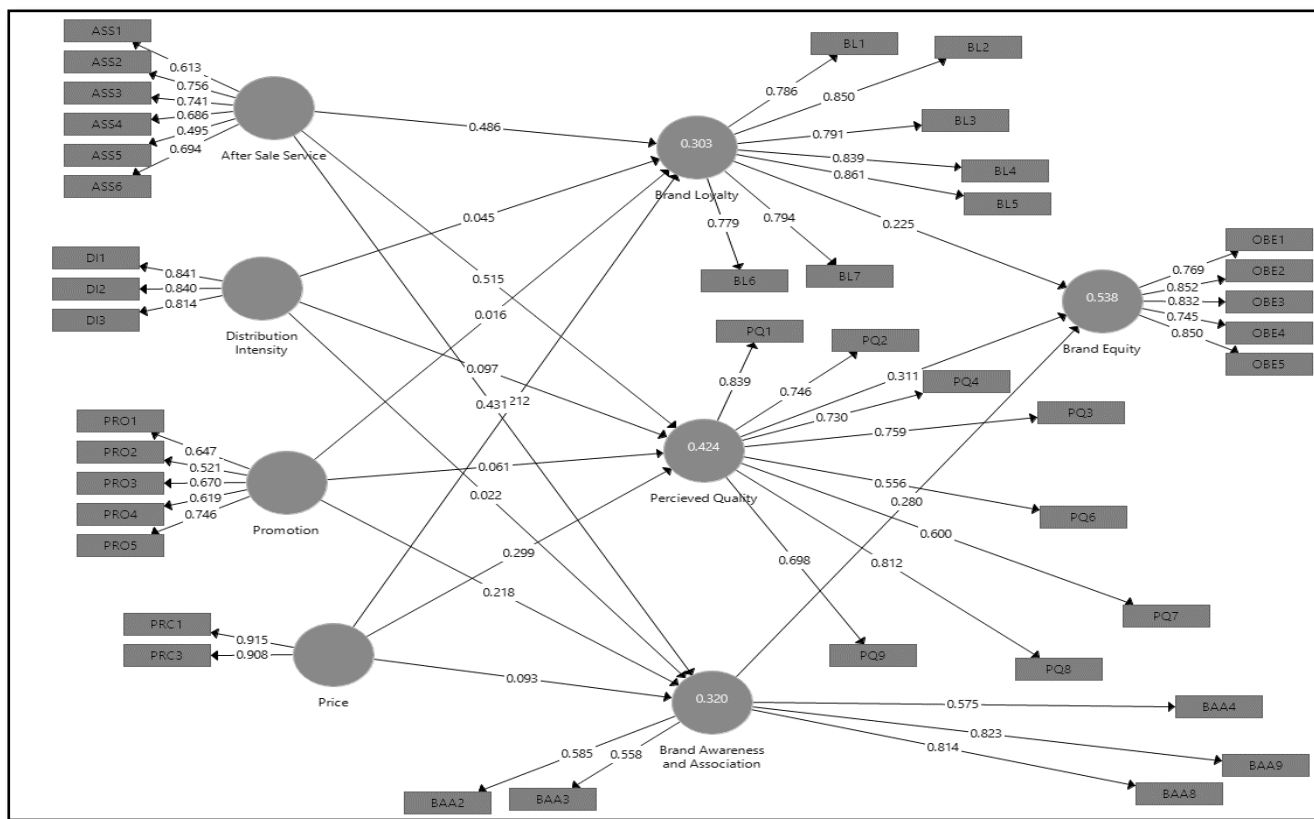 ASS1
ASS2
ASS3
ASS4
ASS5
ASS6
0.613
0.756
0.741
0.686
0.495
0.694
After Sale Service
DI1
DI2
DI3
0.841
0.840
0.814
Distribution
Intensity
PRO1
PRO2
PRO3
PRO4
PRO5
0.647
0.521
0.670
0.619
0.746
Promotion
PRC1
PRC3
0.915
0.908
Price
0.486
0.045
0.515
0.016
0.097
0.431
212
0.061
0.022
0.299
0.218
0.093
0.303
Brand Loyalty
BL1
BL2
BL3
BL4
BL5
BL6
BL7
0.786
0.850
0.791
0.839
0.861
0.779
0.794
0.225
0.424
Percieved Quality
PQ1
PQ2
PQ4
PQ3
PQ6
PQ7
PQ8
PQ9
0.839
0.746
0.730
0.759
0.556
0.600
0.812
0.698
0.311
0.280
0.320
Brand Awareness
and Association
BAA2
BAA3
BAA4
BAA9
BAA8
0.585
0.558
0.575
0.823
0.814
0.538
Brand Equity
OBE1
OBE2
OBE3
OBE4
OBE5
0.769
0.852
0.832
0.745
0.850